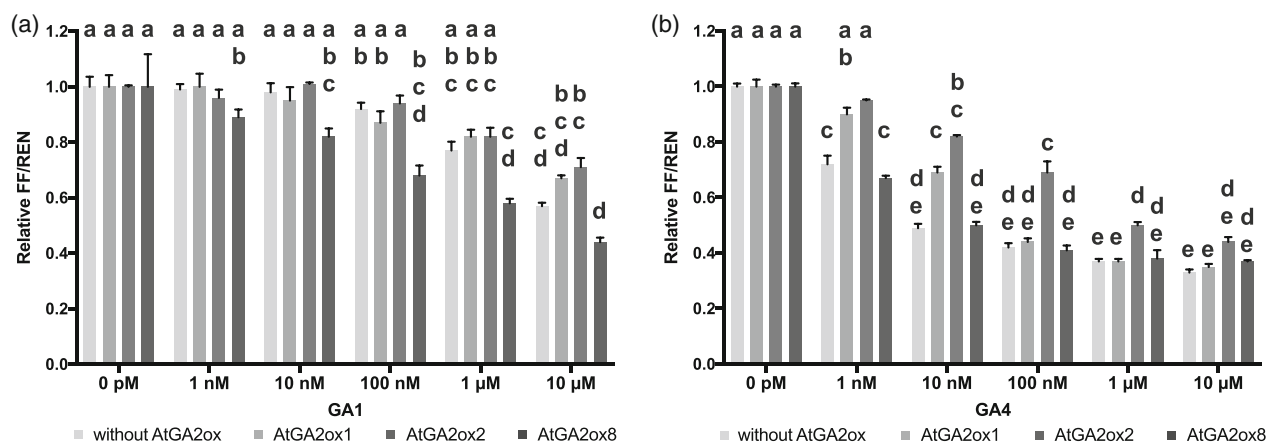 (a)
1.2 a a a a a a a a a a a a a a a b a a a b
b b b c b b b b c
b b
c c c c c c
d c d c c
d
d d
1.0
0.8
0.6
0.4
0.2
0.0
Relative FF/REN
0 pM 1 nM 10 nM 100 nM 1 µM 10 µM
GA1
without AtGA2ox AtGA2ox1 AtGA2ox2 AtGA2ox8
(b)
1.2 a a a a a a
b
b
c
c c c c
d d d d d d d d d
e e e e e e e e e e e e e
1.0
0.8
0.6
0.4
0.2
0.0
Relative FF/REN
0 pM 1 nM 10 nM 100 nM 1 µM 10 µM
GA4
without AtGA2ox AtGA2ox1 AtGA2ox2 AtGA2ox8